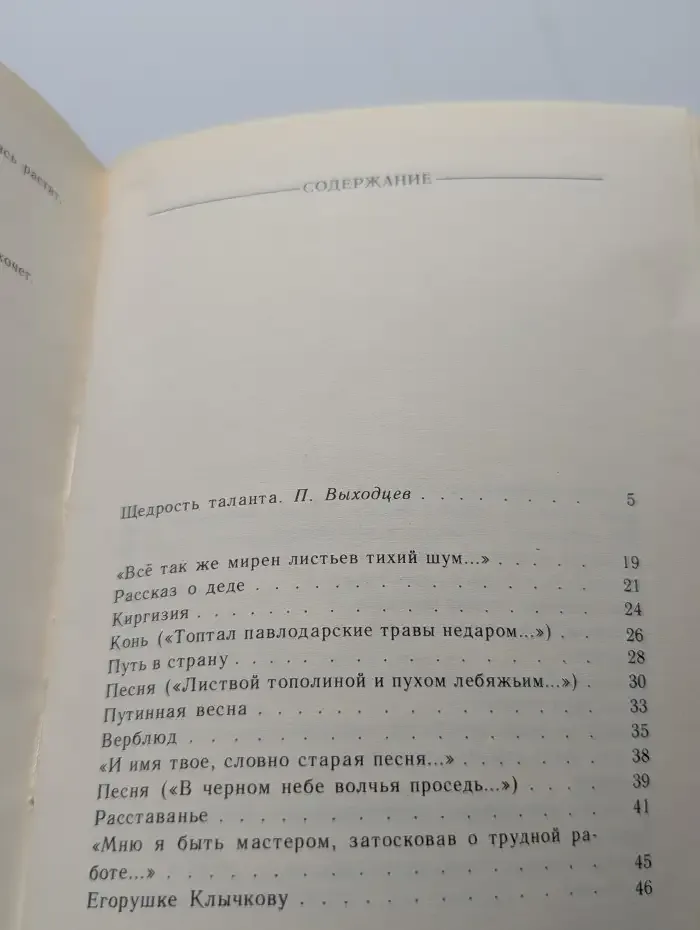 растят.
хочет.
СОДЕРЖАНИЕ
Щедрость таланта. П. Выходцев . . . . . . . . 5
«Всё так же мирен листьев тихий шум...» . . . . . 19
Рассказ о деде . . . . . . . . . . . . . 21
Киргизия . . . . . . . . . . . . . . . 24
Конь («Топтал павлодарские травы недаром...») . . 26
Путь в страну . . . . . . . . . . . . . 28
Песня («Листвой тополиной и пухом лебяжьим...») . 30
Путинная весна . . . . . . . . . . . . . 33
Верблюд . . . . . . . . . . . . . . . 35
«И имя твое, словно старая песня...» . . . . . . 38
Песня («В черном небе волчья проседь...») . . . . 39
Расставанье . . . . . . . . . . . . . . 41
«Мню я быть мастером, затосковав о трудной ра-
боте...» . . . . . . . . . . . . . . . . 45
Егорушке Клычкову . . . . . . . . . . . 46